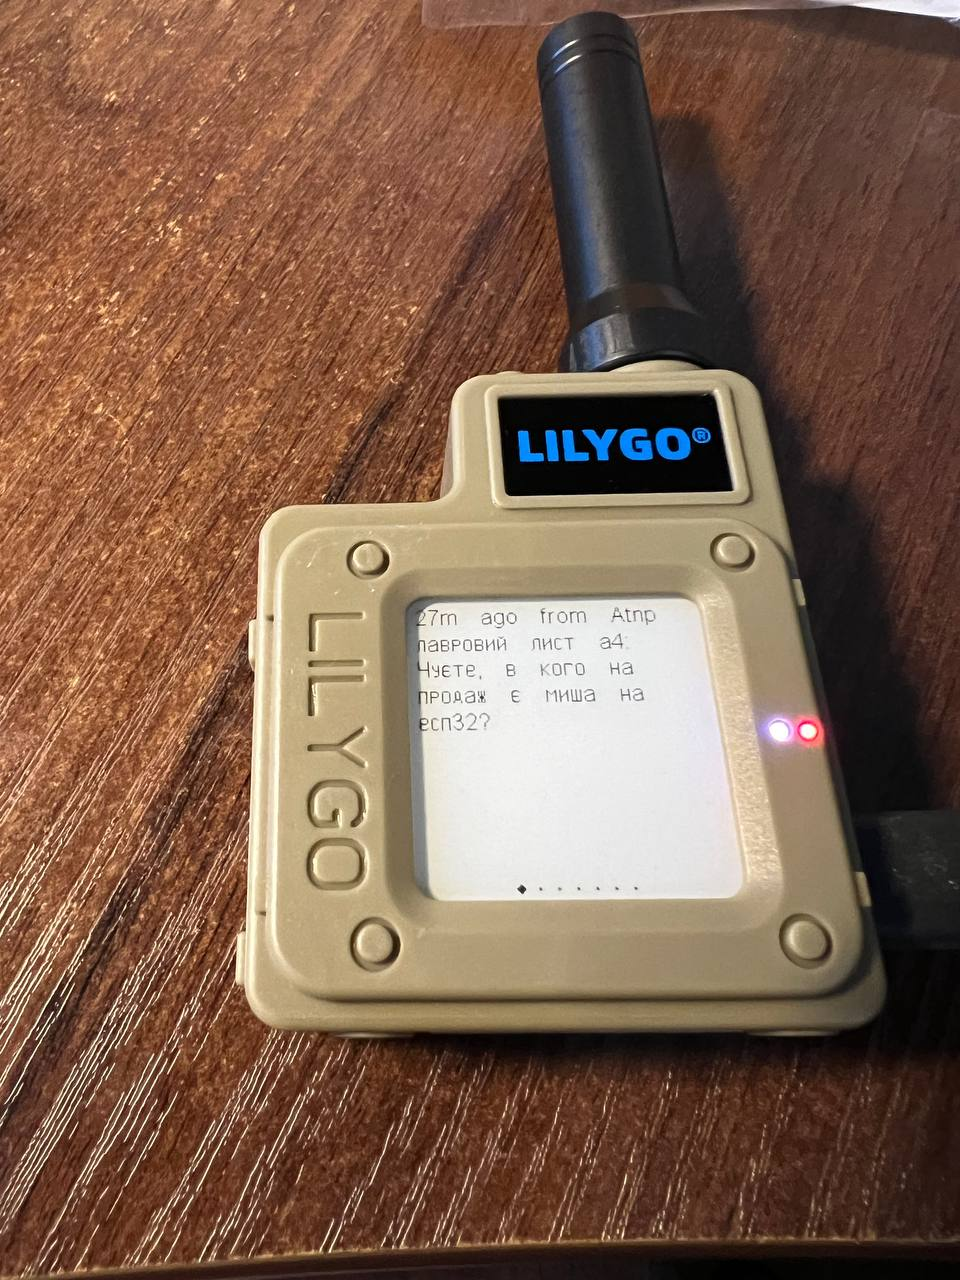 LILYGO®
LILYGO
27m ago from Atnp
лавровий лист а4:
Чуєте, в кого на
продаж є миша на
есп32?